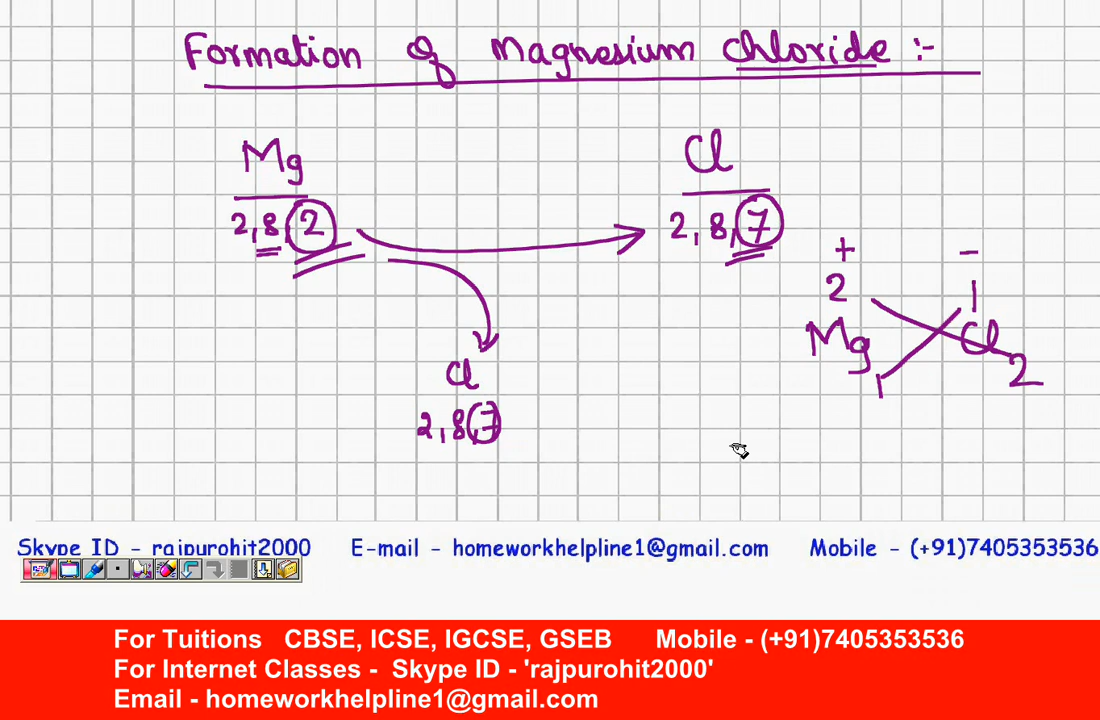 Formation of Magnesium chloride :-
Mg
2,8,2
Cl
2,8,7
Cl
2,8,7
+ -
2 1
Mg Cl
1 2
Skype ID - rajpurohit2000 E-mail - homeworkhelpline1@gmail.com Mobile - (+91)7405353536
For Tuitions CBSE, ICSE, IGCSE, GSEB Mobile - (+91)7405353536
For Internet Classes - Skype ID - 'rajpurohit2000'
Email - homeworkhelpline1@gmail.com